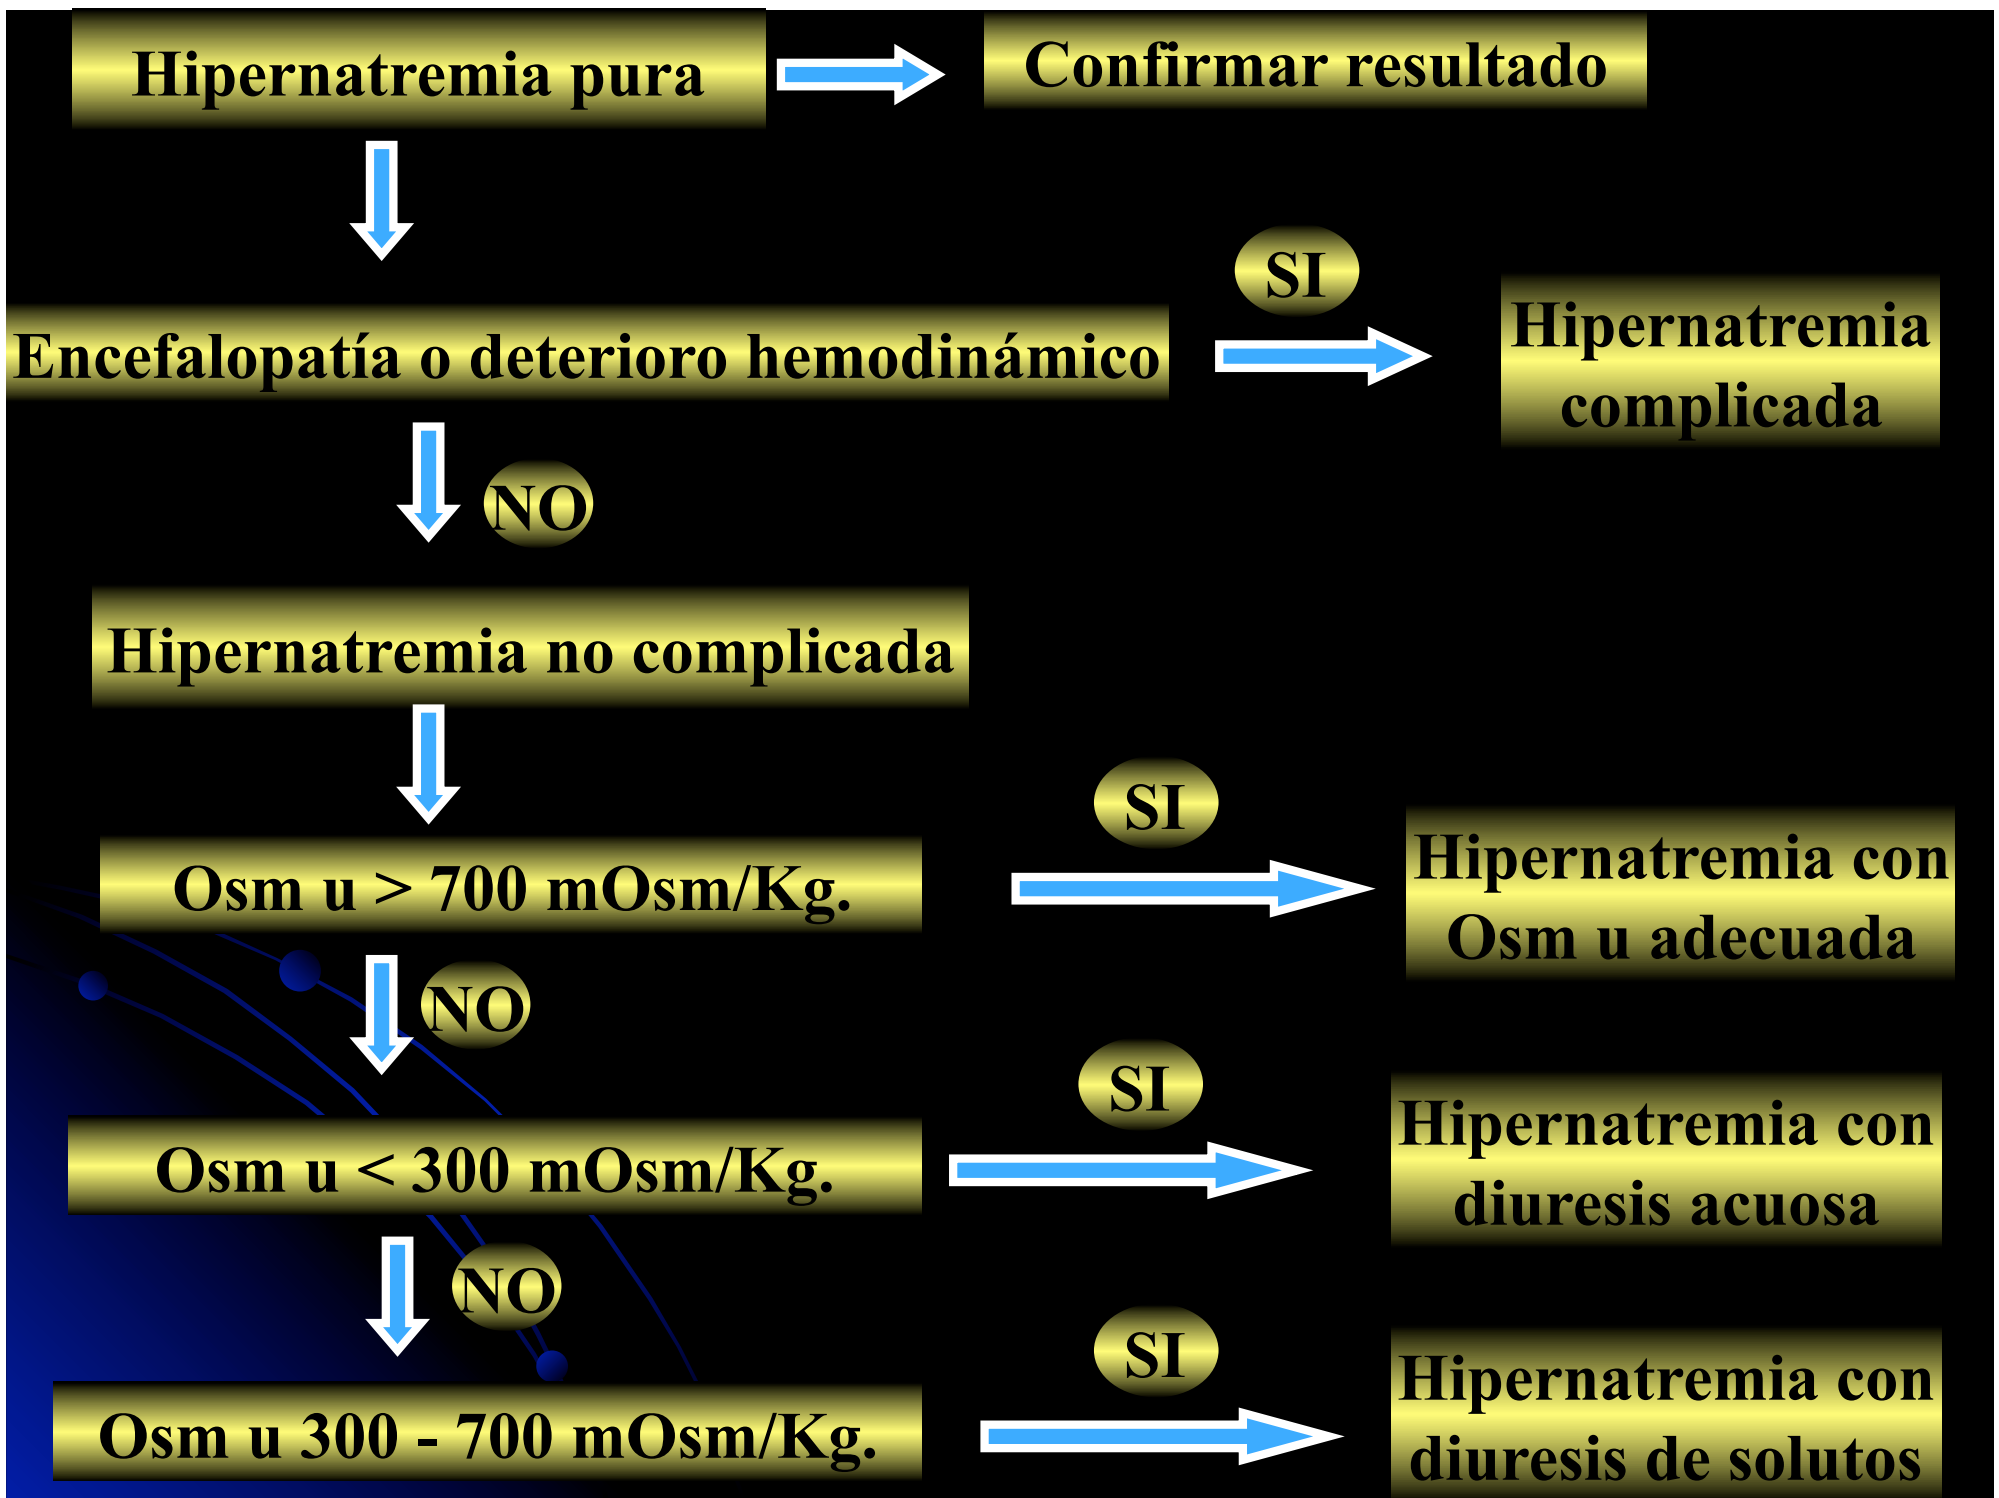 Hipernatremia pura
Confirmar resultado
SI
Encefalopatía o deterioro hemodinámico
Hipernatremia
complicada
NO
Hipernatremia no complicada
SI
Osm u > 700 mOsm/Kg.
Hipernatremia con
Osm u adecuada
NO
SI
Osm u < 300 mOsm/Kg.
Hipernatremia con
diuresis acuosa
NO
SI
Osm u 300 - 700 mOsm/Kg.
Hipernatremia con
diuresis de solutos